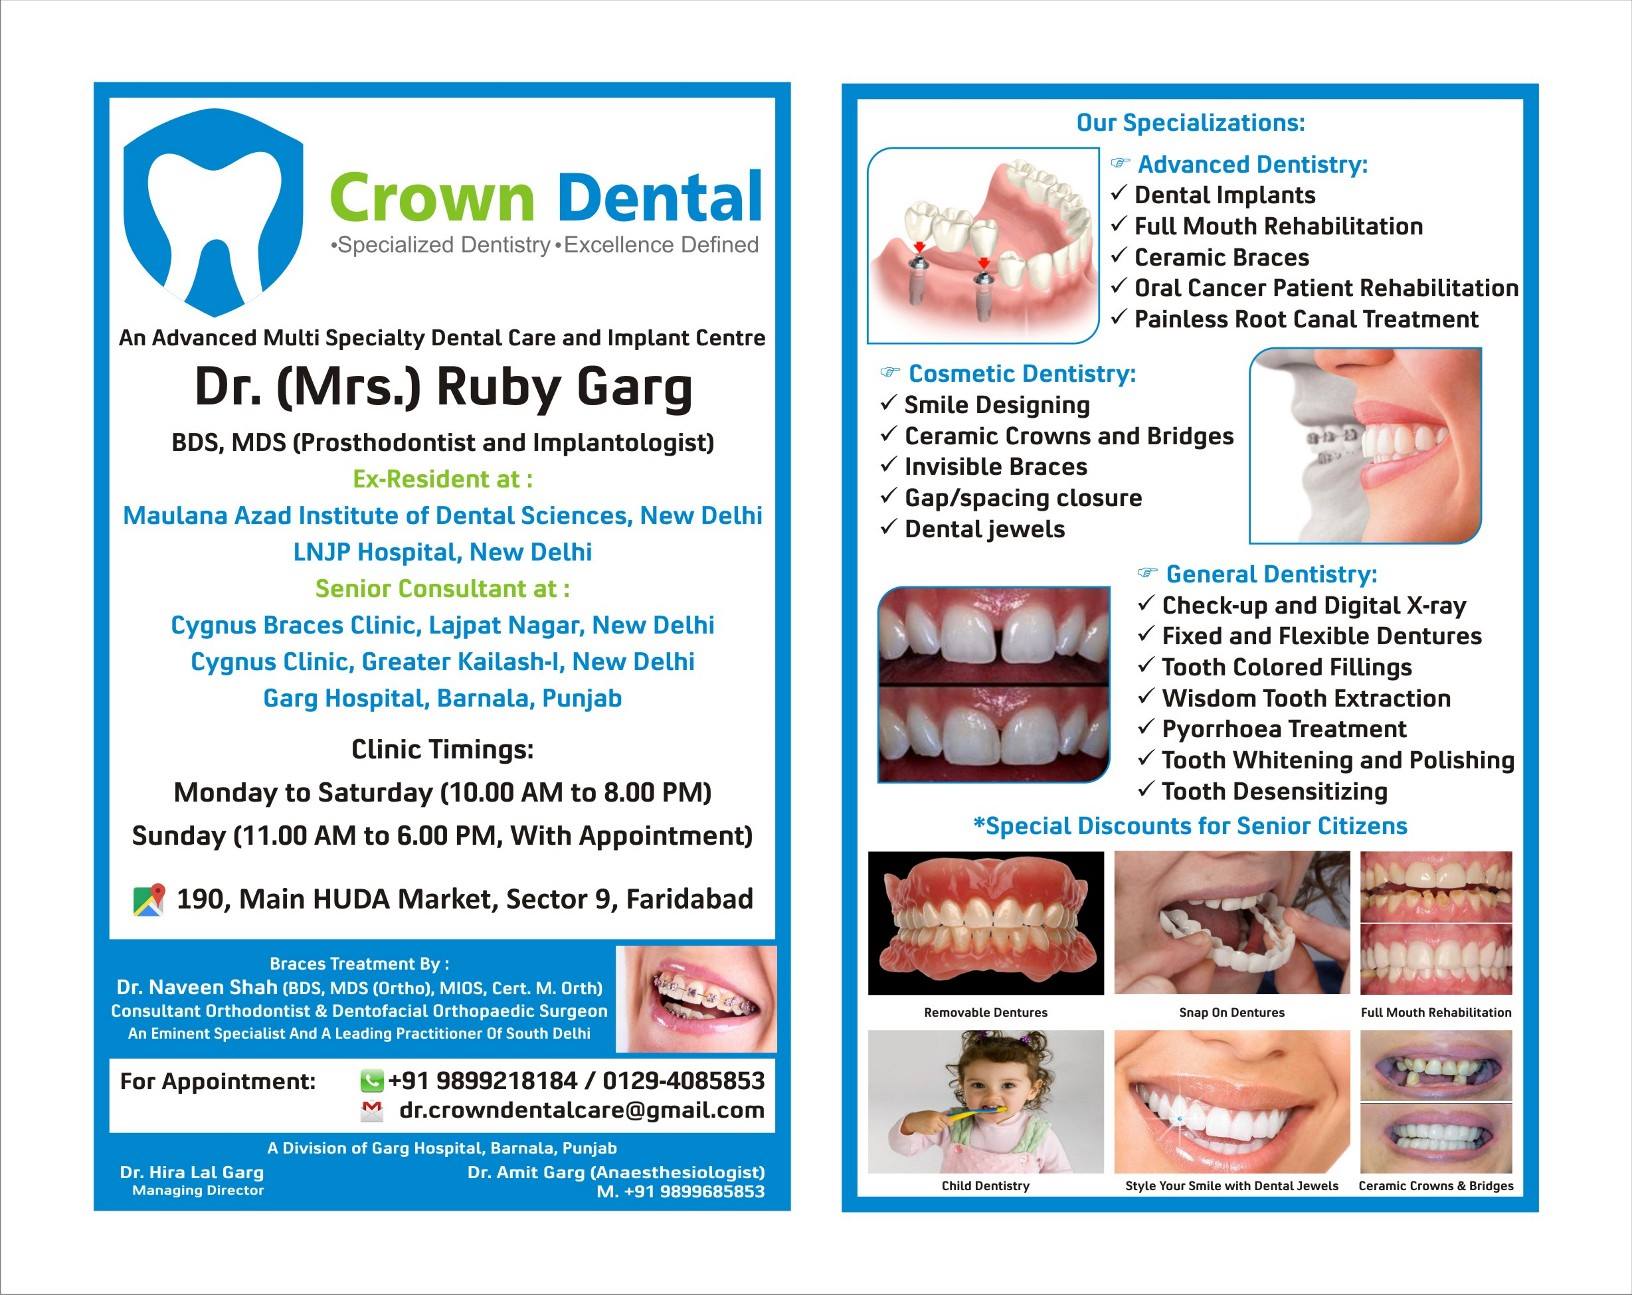 Crown Dental
•Specialized Dentistry •Excellence Defined
An Advanced Multi Specialty Dental Care and Implant Centre
Dr. (Mrs.) Ruby Garg
BDS, MDS (Prosthodontist and Implantologist)
Ex-Resident at :
Maulana Azad Institute of Dental Sciences, New Delhi
LNJP Hospital, New Delhi
Senior Consultant at :
Cygnus Braces Clinic, Lajpat Nagar, New Delhi
Cygnus Clinic, Greater Kailash-I, New Delhi
Garg Hospital, Barnala, Punjab
Clinic Timings:
Monday to Saturday (10.00 AM to 8.00 PM)
Sunday (11.00 AM to 6.00 PM, With Appointment)
190, Main HUDA Market, Sector 9, Faridabad
Braces Treatment By :
Dr. Naveen Shah (BDS, MDS (Ortho), MIOS, Cert. M. Orth)
Consultant Orthodontist & Dentofacial Orthopaedic Surgeon
An Eminent Specialist And A Leading Practitioner Of South Delhi
For Appointment: +91 9899218184 / 0129-4085853
dr.crowndentalcare@gmail.com
A Division of Garg Hospital, Barnala, Punjab
Dr. Hira Lal Garg
Managing Director
Dr. Amit Garg (Anaesthesiologist)
M. +91 9899685853
Our Specializations:
☞ Advanced Dentistry:
✓ Dental Implants
✓ Full Mouth Rehabilitation
✓ Ceramic Braces
✓ Oral Cancer Patient Rehabilitation
✓ Painless Root Canal Treatment
☞ Cosmetic Dentistry:
✓ Smile Designing
✓ Ceramic Crowns and Bridges
✓ Invisible Braces
✓ Gap/spacing closure
✓ Dental jewels
☞ General Dentistry:
✓ Check-up and Digital X-ray
✓ Fixed and Flexible Dentures
✓ Tooth Colored Fillings
✓ Wisdom Tooth Extraction
✓ Pyorrhoea Treatment
✓ Tooth Whitening and Polishing
✓ Tooth Desensitizing
*Special Discounts for Senior Citizens
Removable Dentures
Snap On Dentures
Full Mouth Rehabilitation
Child Dentistry
Style Your Smile with Dental Jewels
Ceramic Crowns & Bridges